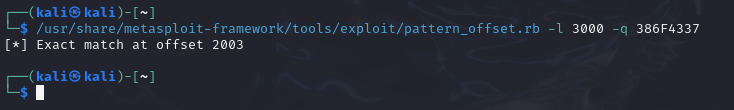 ┌──(kali㉿kali)-[~]
└─$ /usr/share/metasploit-framework/tools/exploit/pattern_offset.rb -l 3000 -q 386F4337
[*] Exact match at offset 2003
┌──(kali㉿kali)-[~]
└─$